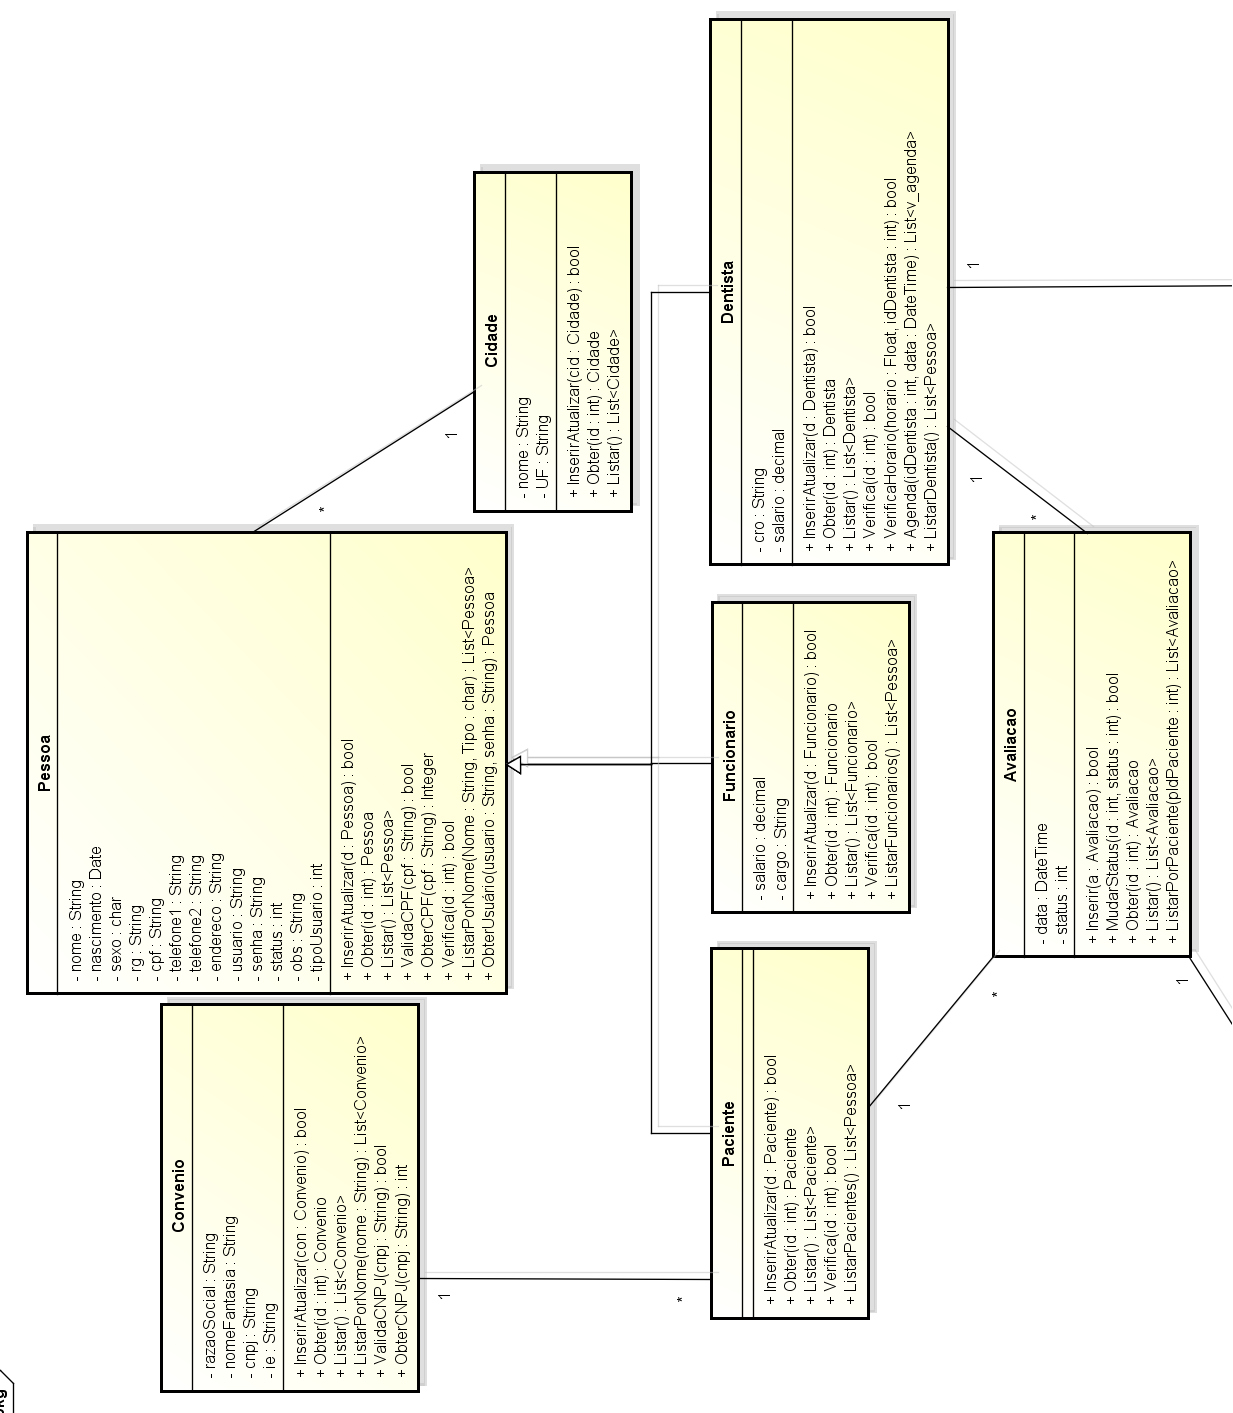 Pessoa
- nome : String
- nascimento : Date
- sexo : char
- rg : String
- cpf : String
- telefone1 : String
- telefone2 : String
- endereco : String
- usuario : String
- senha : String
- status : int
- obs : String
- tipoUsuario : int
+ InserirAtualizar(d : Pessoa) : bool
+ Obter(id : int) : Pessoa
+ Listar() : List<Pessoa>
+ ValidaCPF(cpf : String) : bool
+ ObterCPF(cpf : String) : Integer
+ Verifica(id : int) : bool
+ ListarPorNome(Nome : String, Tipo : char) : List<Pessoa>
+ ObterUsuário(usuario : String, senha : String) : Pessoa
*
1
Cidade
- nome : String
- UF : String
+ InserirAtualizar(cid : Cidade) : bool
+ Obter(id : int) : Cidade
+ Listar() : List<Cidade>
Convenio
- razaoSocial : String
- nomeFantasia : String
- cnpj : String
- ie : String
+ InserirAtualizar(con : Convenio) : bool
+ Obter(id : int) : Convenio
+ Listar() : List<Convenio>
+ ListarPorNome(nome : String) : List<Convenio>
+ ValidaCNPJ(cnpj : String) : bool
+ ObterCNPJ(cnpj : String) : int
1
*
Paciente
+ InserirAtualizar(d : Paciente) : bool
+ Obter(id : int) : Paciente
+ Listar() : List<Paciente>
+ Verifica(id : int) : bool
+ ListarPacientes() : List<Pessoa>
1
*
Funcionario
- salario : decimal
- cargo : String
+ InserirAtualizar(d : Funcionario) : bool
+ Obter(id : int) : Funcionario
+ Listar() : List<Funcionario>
+ Verifica(id : int) : bool
+ ListarFuncionarios() : List<Pessoa>
Dentista
- cro : String
- salario : decimal
+ InserirAtualizar(d : Dentista) : bool
+ Obter(id : int) : Dentista
+ Listar() : List<Dentista>
+ Verifica(id : int) : bool
+ VerificaHorario(horario : Float, idDentista : int) : bool
+ Agenda(idDentista : int, data : DateTime) : List<v_agenda>
+ ListarDentista() : List<Pessoa>
1
1
*
Avaliacao
- data : DateTime
- status : int
+ Inserir(a : Avaliacao) : bool
+ MudarStatus(id : int, status : int) : bool
+ Obter(id : int) : Avaliacao
+ Listar() : List<Avaliacao>
+ ListarPorPaciente(pIdPaciente : int) : List<Avaliacao>
1